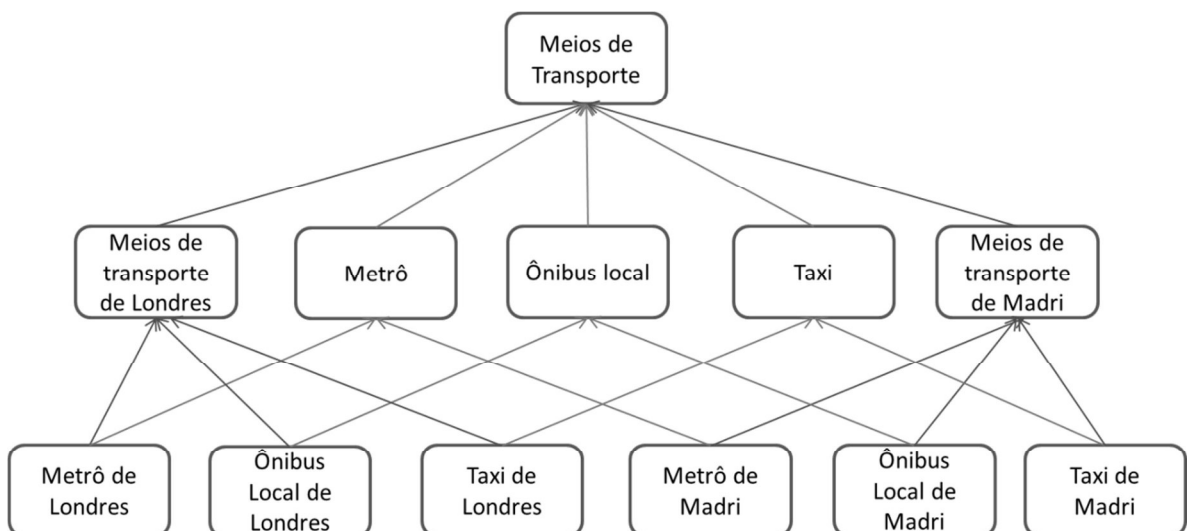 Meios de
Transporte
Meios de
transporte
de Londres
Metrô
Ônibus local
Taxi
Meios de
transporte
de Madri
Metrô de
Londres
Ônibus
Local de
Londres
Taxi de
Londres
Metrô de
Madri
Ônibus
Local de
Madri
Taxi de
Madri